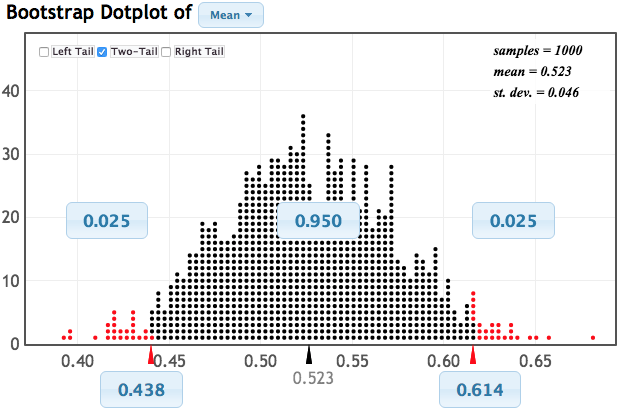 Bootstrap Dotplot of Mean
Left Tail Two-Tail Right Tail
samples = 1000
mean = 0.523
st. dev. = 0.046
40
30
20
10
0
0.025 0.950 0.025
0.40 0.45 0.50 0.55 0.60 0.65
0.523
0.438 0.614